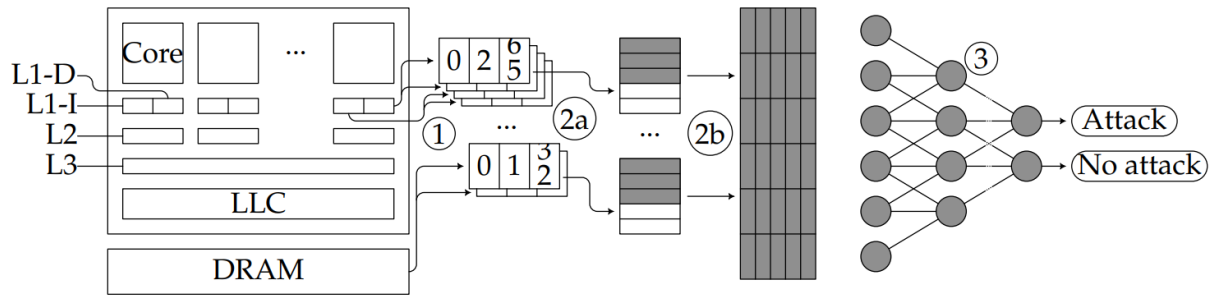 Core
...
L1-D
L1-I
L2
L3
LLC
DRAM
1
0 2 6 5
...
2a
0 1 3 2
...
2b
3
Attack
No attack